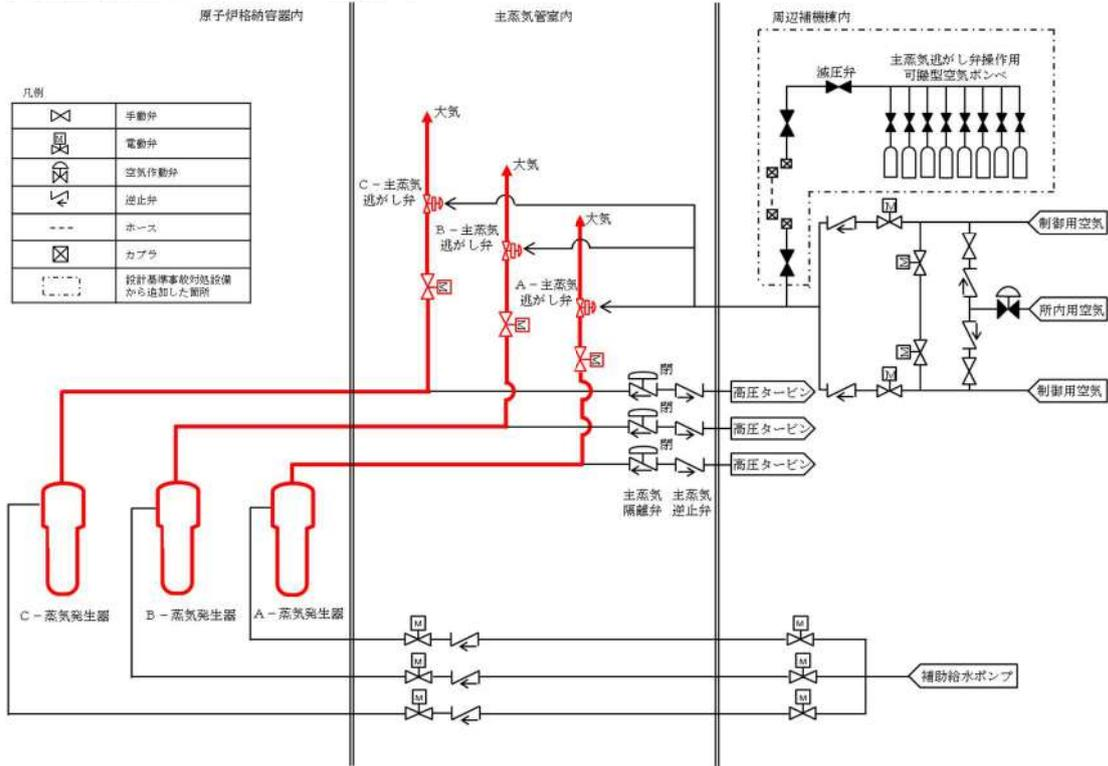 原子炉格納容器内
主蒸気管室内
周辺補機棟内
主蒸気逃がし弁操作用
可搬型空気ボンベ
減圧弁
凡例
手動弁
M
電動弁
空気作動弁
逆止弁
ホース
カプラ
設計基準事故対処設備
から追加した箇所
大気
大気
大気
C-主蒸気
逃がし弁
B-主蒸気
逃がし弁
A-主蒸気
逃がし弁
M
M
M
M
M
M
M
制御用空気
所内用空気
制御用空気
閉
高圧タービン
閉
高圧タービン
閉
高圧タービン
主蒸気
隔離弁
主蒸気
逆止弁
C-蒸気発生器
B-蒸気発生器
A-蒸気発生器
M
M
M
M
M
M
補助給水ポンプ